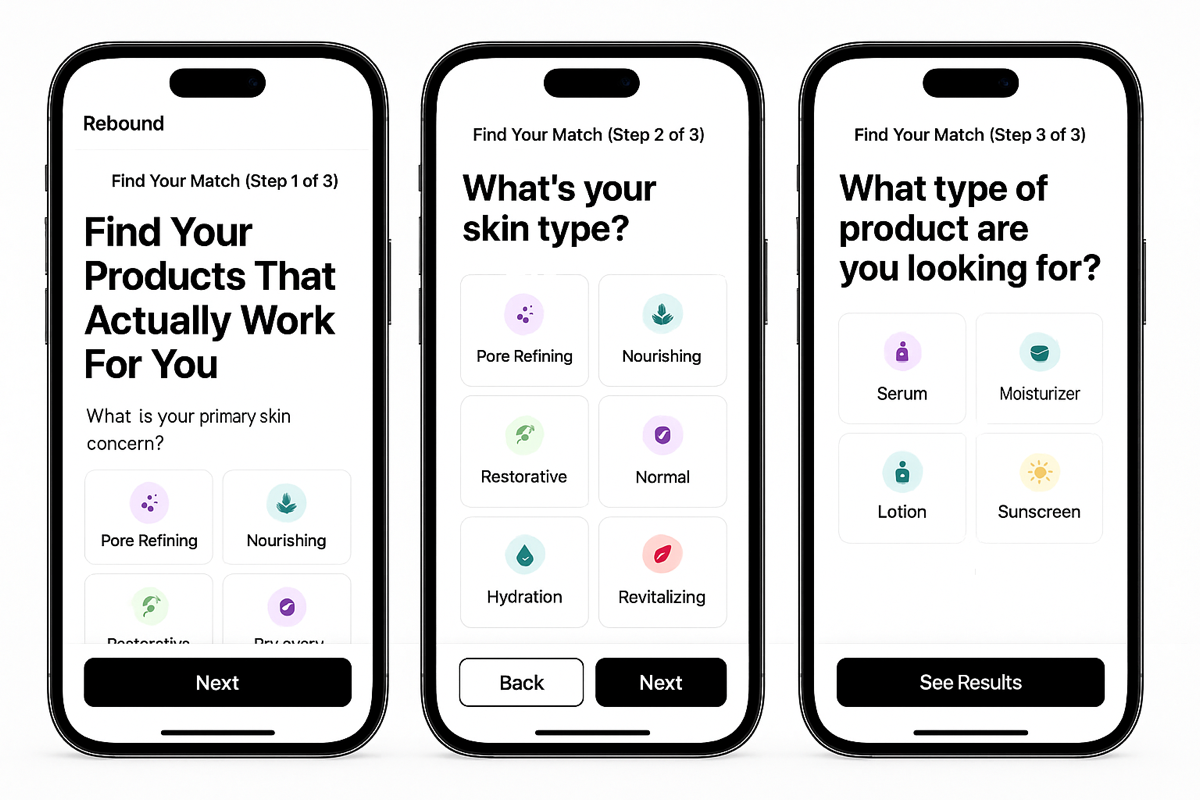 Rebound
Find Your Match (Step 1 of 3)
Find Your
Products That
Actually Work
For You
What is your primary skin
concern?
Pore Refining
Nourishing
Restorative
Next
Find Your Match (Step 2 of 3)
What's your
skin type?
Pore Refining
Nourishing
Restorative
Normal
Hydration
Revitalizing
Back
Next
Find Your Match (Step 3 of 3)
What type of
product are
you looking for?
Serum
Moisturizer
Lotion
Sunscreen
See Results